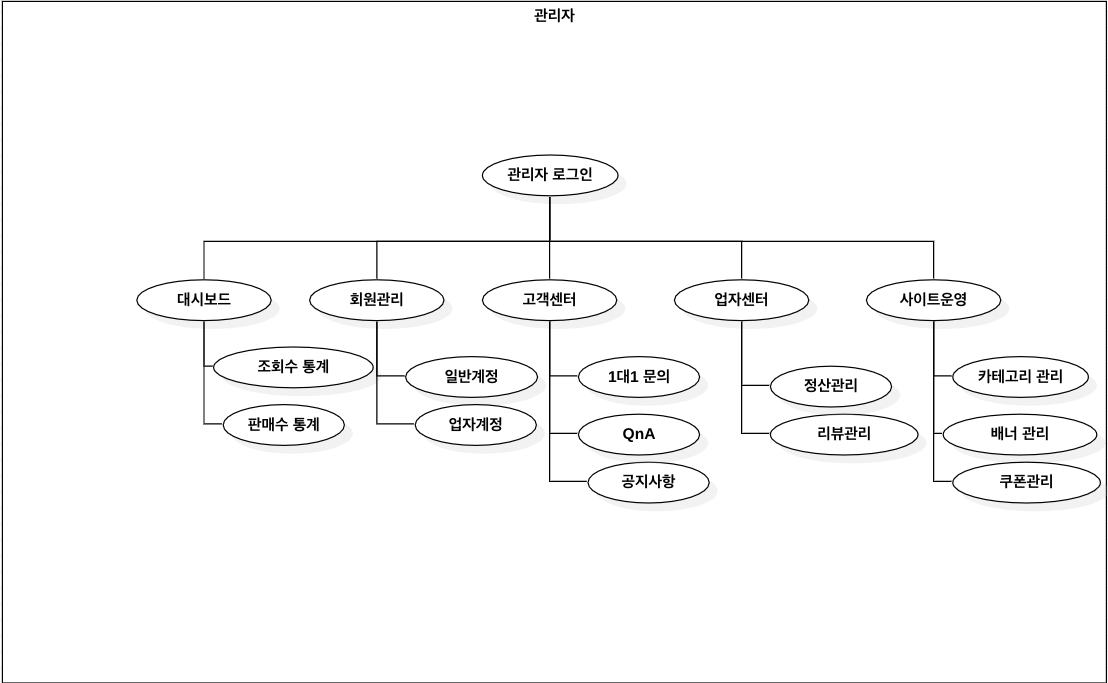 관리자
관리자 로그인
대시보드
회원관리
고객센터
업자센터
사이트운영
조회수 통계
일반계정
1대1 문의
정산관리
카테고리 관리
판매수 통계
업자계정
QnA
리뷰관리
배너 관리
공지사항
쿠폰관리